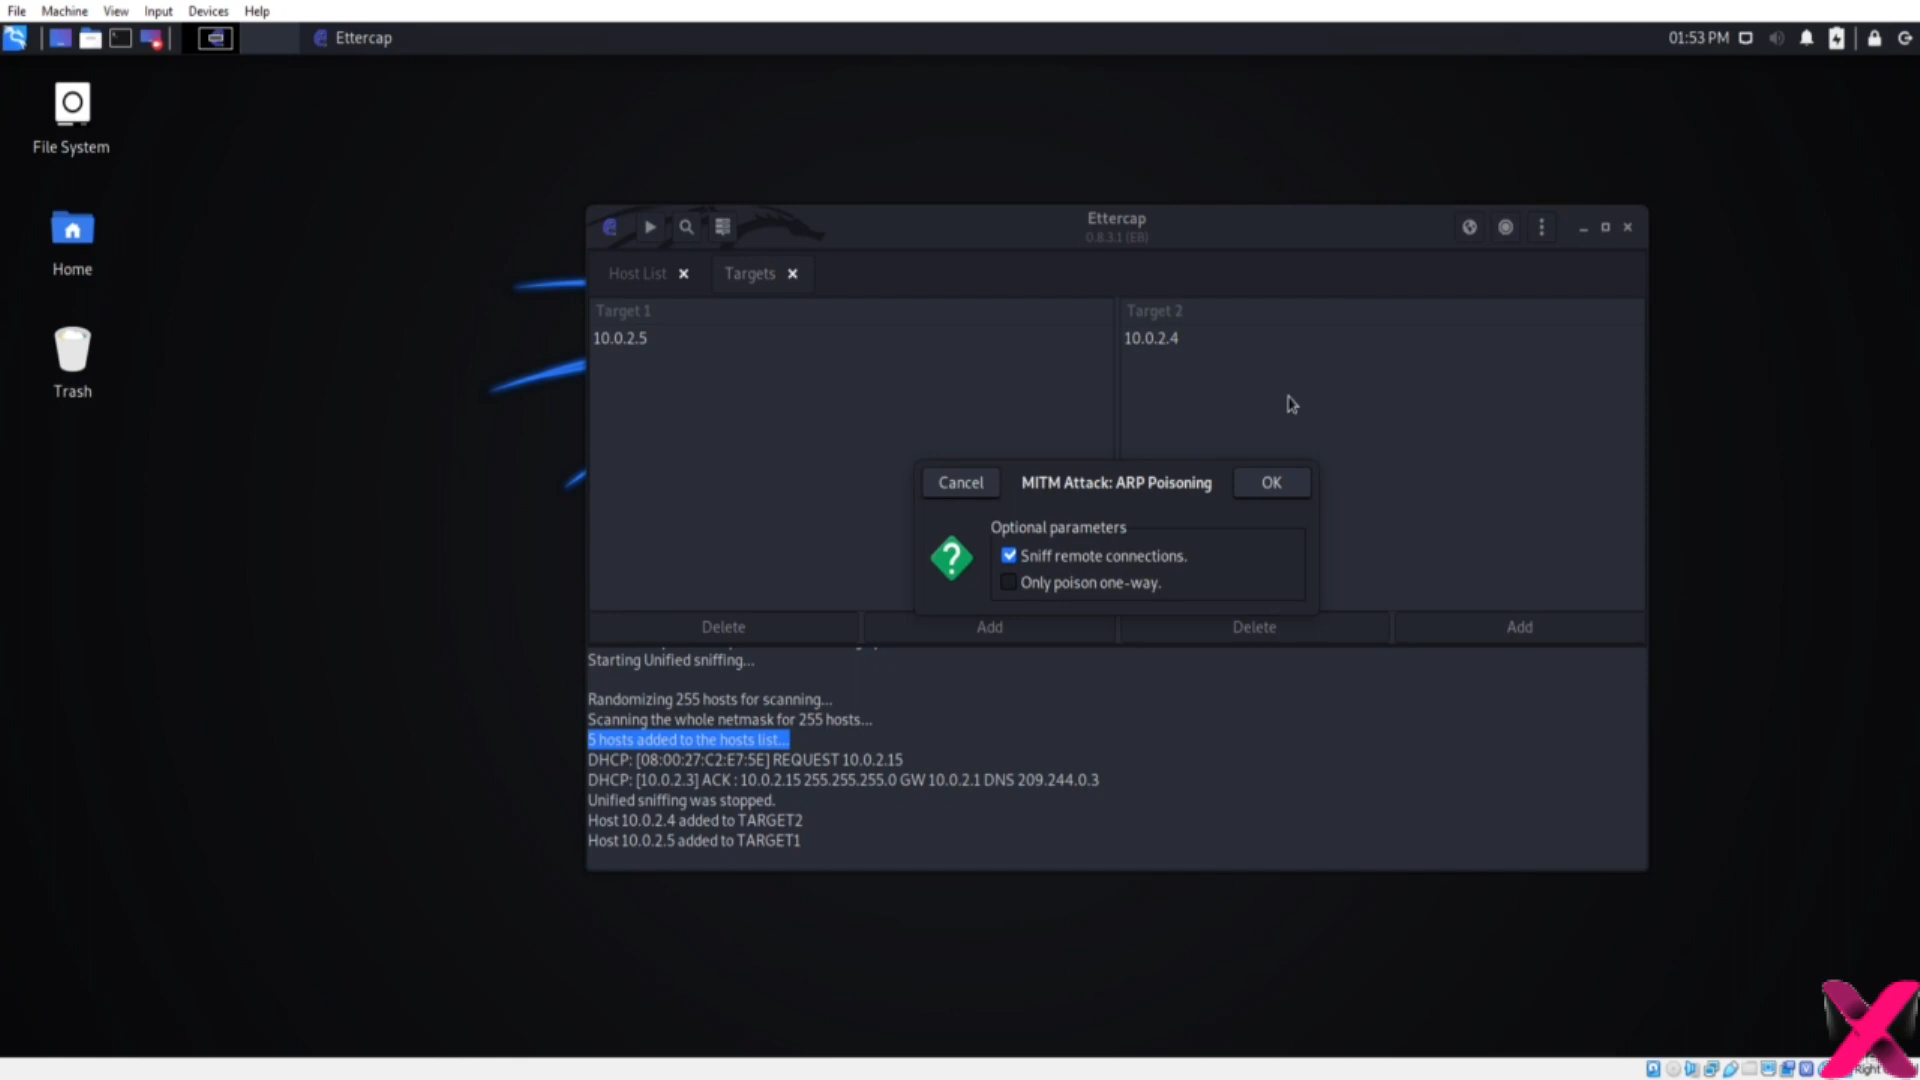 File Machine View Input Devices Help
Ettercap
01:53 PM
File System
Home
Trash
Ettercap
0.8.3.1 (EB)
Host List
Targets
Target 1
Target 2
10.0.2.5
10.0.2.4
Cancel
MITM Attack: ARP Poisoning
OK
Optional parameters
Sniff remote connections.
Only poison one-way.
Delete
Add
Delete
Add
Starting Unified sniffing...
Randomizing 255 hosts for scanning...
Scanning the whole netmask for 255 hosts...
5 hosts added to the hosts list...
DHCP: [08:00:27:C2:E7:5E] REQUEST 10.0.2.15
DHCP: [10.0.2.3] ACK : 10.0.2.15 255.255.255.0 GW 10.0.2.1 DNS 209.244.0.3
Unified sniffing was stopped.
Host 10.0.2.4 added to TARGET2
Host 10.0.2.5 added to TARGET1
X
Right